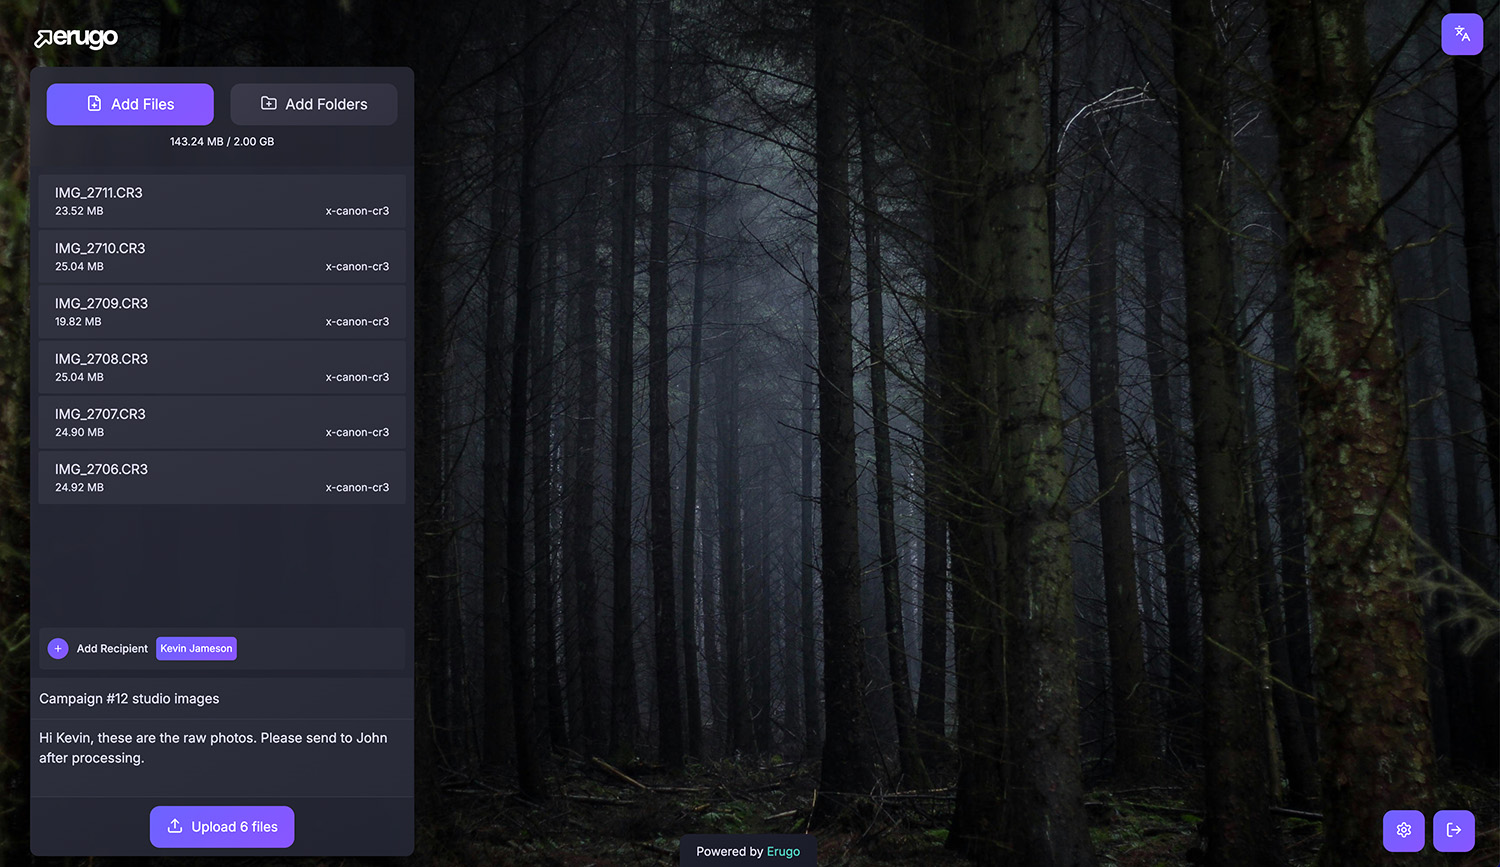 erugo
Add Files
Add Folders
143.24 MB / 2.00 GB
IMG_2711.CR3
23.52 MB x-canon-cr3
IMG_2710.CR3
25.04 MB x-canon-cr3
IMG_2709.CR3
19.82 MB x-canon-cr3
IMG_2708.CR3
25.04 MB x-canon-cr3
IMG_2707.CR3
24.90 MB x-canon-cr3
IMG_2706.CR3
24.92 MB x-canon-cr3
Add Recipient Kevin Jameson
Campaign #12 studio images
Hi Kevin, these are the raw photos. Please send to John
after processing.
Upload 6 files
Powered by Erugo